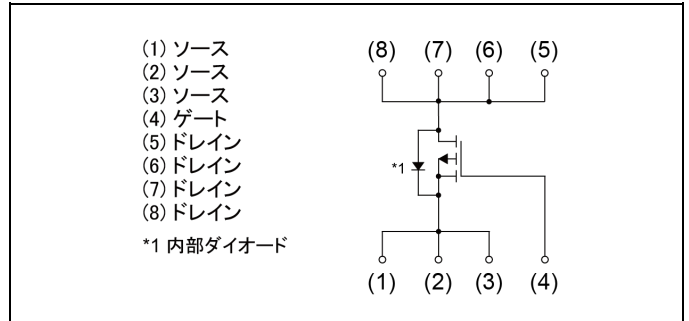 (1) ソース
(2) ソース
(3) ソース
(4) ゲート
(5) ドレイン
(6) ドレイン
(7) ドレイン
(8) ドレイン
*1 内部ダイオード
(8) (7) (6) (5)
*1
(1) (2) (3) (4)